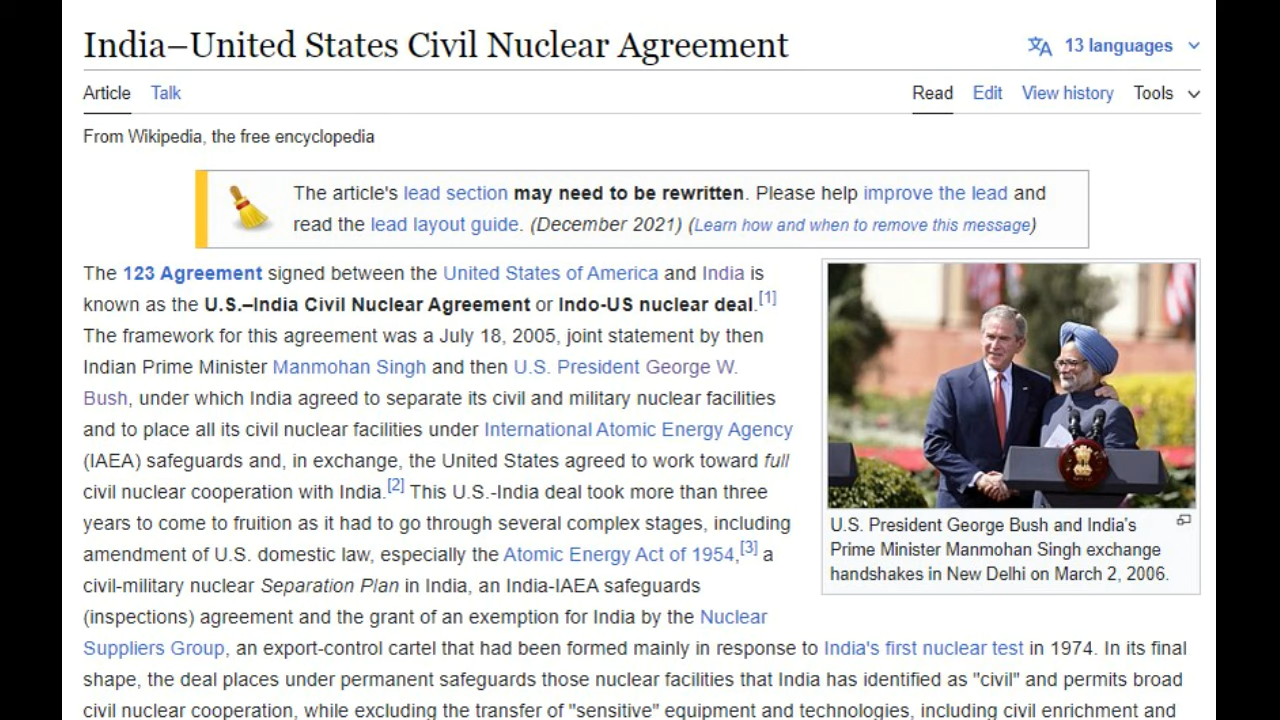 India–United States Civil Nuclear Agreement
13 languages
Article Talk
Read Edit View history Tools
From Wikipedia, the free encyclopedia
The article's lead section may need to be rewritten. Please help improve the lead and
read the lead layout guide. (December 2021) (Learn how and when to remove this message)
The 123 Agreement signed between the United States of America and India is
known as the U.S.–India Civil Nuclear Agreement or Indo-US nuclear deal.[1]
The framework for this agreement was a July 18, 2005, joint statement by then
Indian Prime Minister Manmohan Singh and then U.S. President George W.
Bush, under which India agreed to separate its civil and military nuclear facilities
and to place all its civil nuclear facilities under International Atomic Energy Agency
(IAEA) safeguards and, in exchange, the United States agreed to work toward full
civil nuclear cooperation with India.[2] This U.S.-India deal took more than three
years to come to fruition as it had to go through several complex stages, including
amendment of U.S. domestic law, especially the Atomic Energy Act of 1954,[3] a
civil-military nuclear Separation Plan in India, an India-IAEA safeguards
(inspections) agreement and the grant of an exemption for India by the Nuclear
Suppliers Group, an export-control cartel that had been formed mainly in response to India's first nuclear test in 1974. In its final
shape, the deal places under permanent safeguards those nuclear facilities that India has identified as "civil" and permits broad
civil nuclear cooperation, while excluding the transfer of "sensitive" equipment and technologies, including civil enrichment and
U.S. President George Bush and India's
Prime Minister Manmohan Singh exchange
handshakes in New Delhi on March 2, 2006.